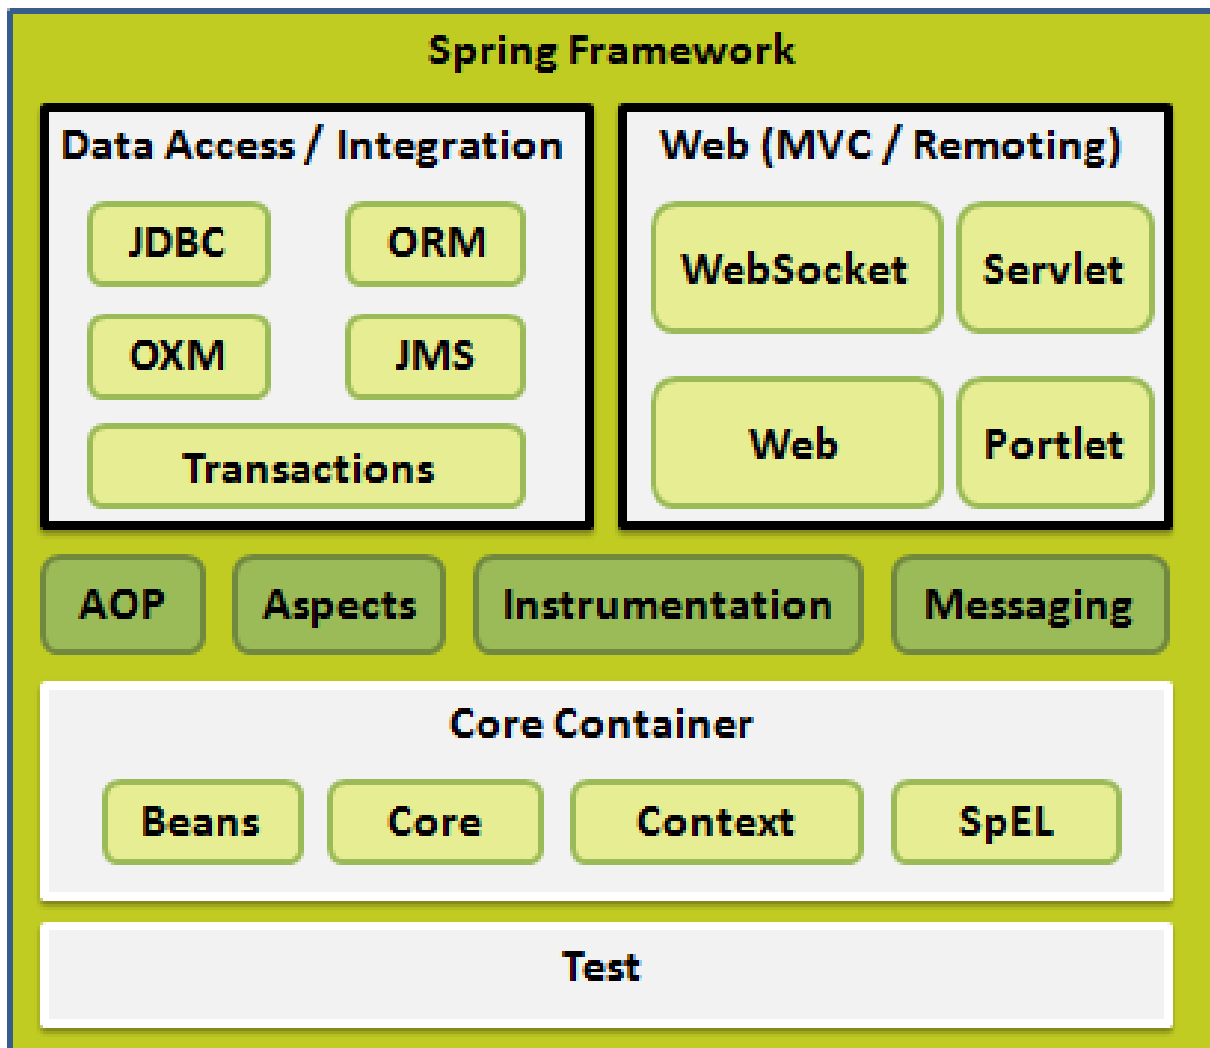 Spring Framework
Data Access / Integration
JDBC
ORM
OXM
JMS
Transactions
Web (MVC / Remoting)
WebSocket
Servlet
Web
Portlet
AOP
Aspects
Instrumentation
Messaging
Core Container
Beans
Core
Context
SpEL
Test